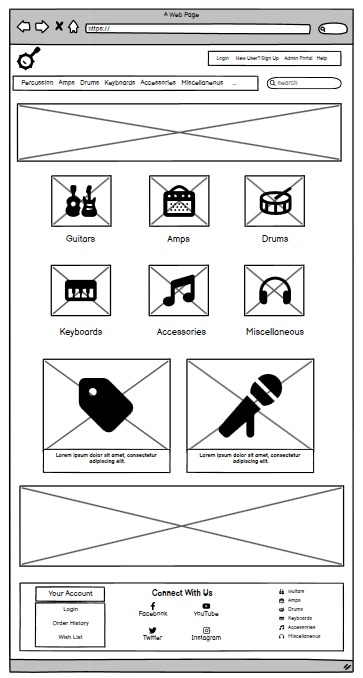 A Web Page
https://
Login New User? Sign Up Admin Portal Help
Percussion Amps Drums Keyboards Accessories Miscellaneous ...
Search
Guitars Amps Drums
Keyboards Accessories Miscellaneous
Lorem ipsum dolor sit amet, consectetur
adipiscing elit.
Lorem ipsum dolor sit amet, consectetur
adipiscing elit.
Your Account
Login
Order History
Wish List
Connect With Us
Facebook YouTube
Twitter Instagram
Guitars
Amps
Drums
Keyboards
Accessories
Miscellaneous